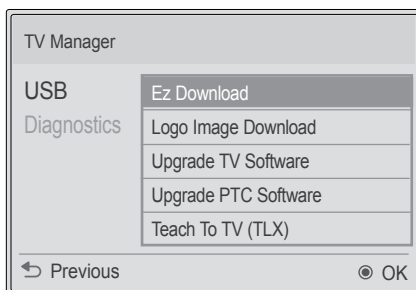 TV Manager
USB
Ez Download
Diagnostics
Logo Image Download
Upgrade TV Software
Upgrade PTC Software
Teach To TV (TLX)
Previous
OK